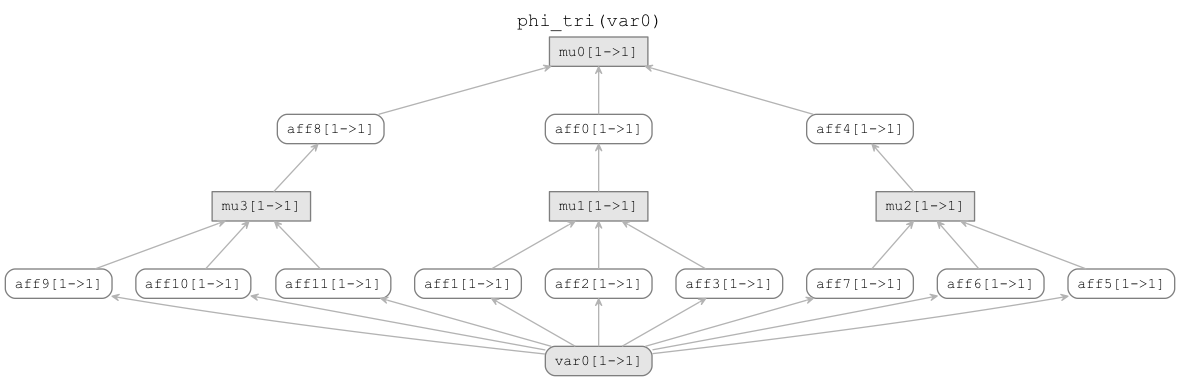 phi_tri(var0)
mu0[1->1]
aff8[1->1] aff0[1->1] aff4[1->1]
mu3[1->1] mu1[1->1] mu2[1->1]
aff9[1->1] aff10[1->1] aff11[1->1] aff1[1->1] aff2[1->1] aff3[1->1] aff7[1->1] aff6[1->1] aff5[1->1]
var0[1->1]